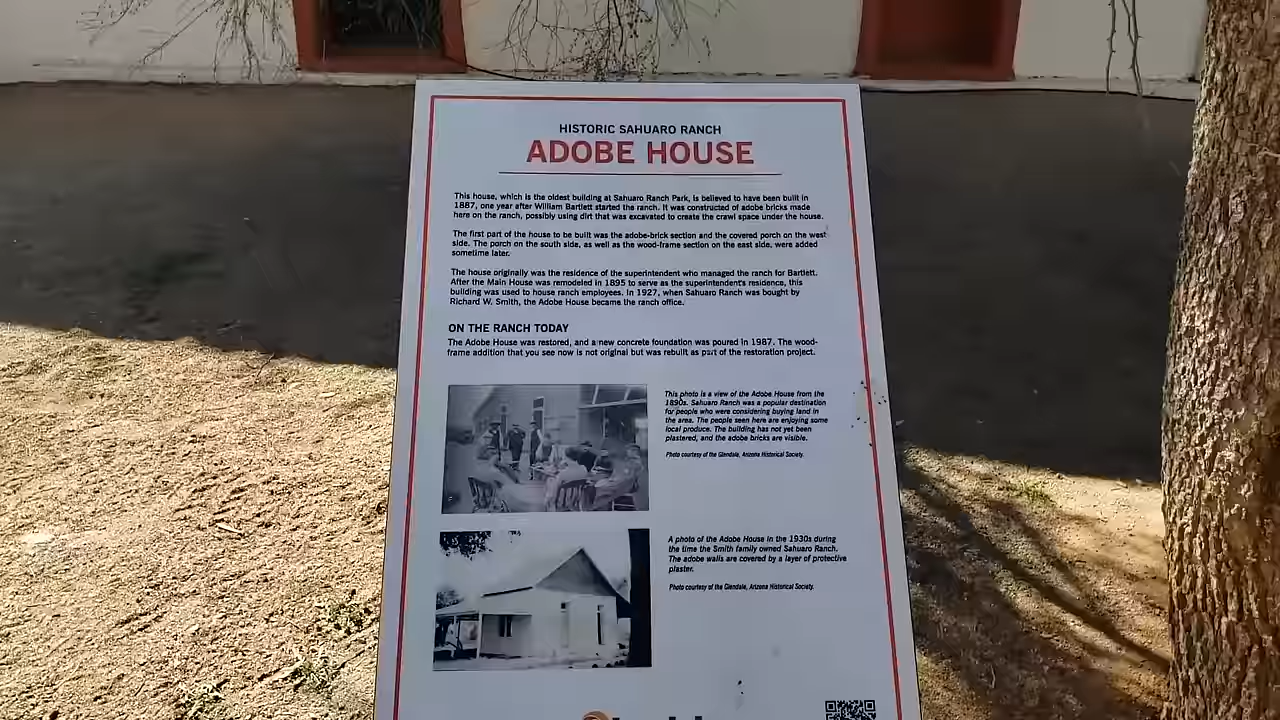 HISTORIC SAHUARO RANCH
ADOBE HOUSE
This house, which is the oldest building at Sahuaro Ranch Park, is believed to have been built in
1887, one year after William Bartlett started the ranch. It was constructed of adobe bricks made
here on the ranch, possibly using dirt that was excavated to create the crawl space under the house.
The first part of the house to be built was the adobe-brick section and the covered porch on the west
side. The porch on the south side, as well as the wood-frame section on the east side, were added
sometime later.
The house originally was the residence of the superintendent who managed the ranch for Bartlett.
After the Main House was remodeled in 1895 to serve as the superintendent's residence, this
building was used to house ranch employees. In 1927, when Sahuaro Ranch was bought by
Richard W. Smith, the Adobe House became the ranch office.
ON THE RANCH TODAY
The Adobe House was restored, and a new concrete foundation was poured in 1987. The wood-
frame addition that you see now is not original but was rebuilt as part of the restoration project.
This photo is a view of the Adobe House from the
1890s. Sahuaro Ranch was a popular destination
for people who were considering buying land in
the area. The people seen here are enjoying some
local produce. The building has not yet been
plastered, and the adobe bricks are visible.
Photo courtesy of the Glendale, Arizona Historical Society.
A photo of the Adobe House in the 1930s during
the time the Smith family owned Sahuaro Ranch.
The adobe walls are covered by a layer of protective
plaster.
Photo courtesy of the Glendale, Arizona Historical Society.